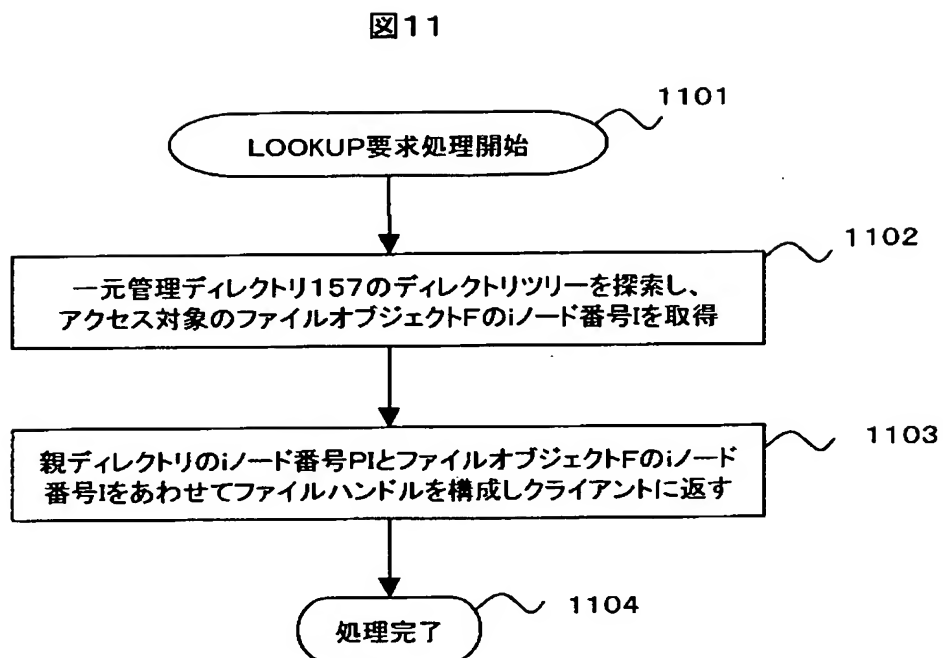 図11
1101
LOOKUP要求処理開始
1102
一元管理ディレクトリ157のディレクトリツリーを探索し、
アクセス対象のファイルオブジェクトFのiノード番号Iを取得
1103
親ディレクトリのiノード番号PIとファイルオブジェクトFのiノード
番号Iをあわせてファイルハンドルを構成しクライアントに返す
1104
処理完了